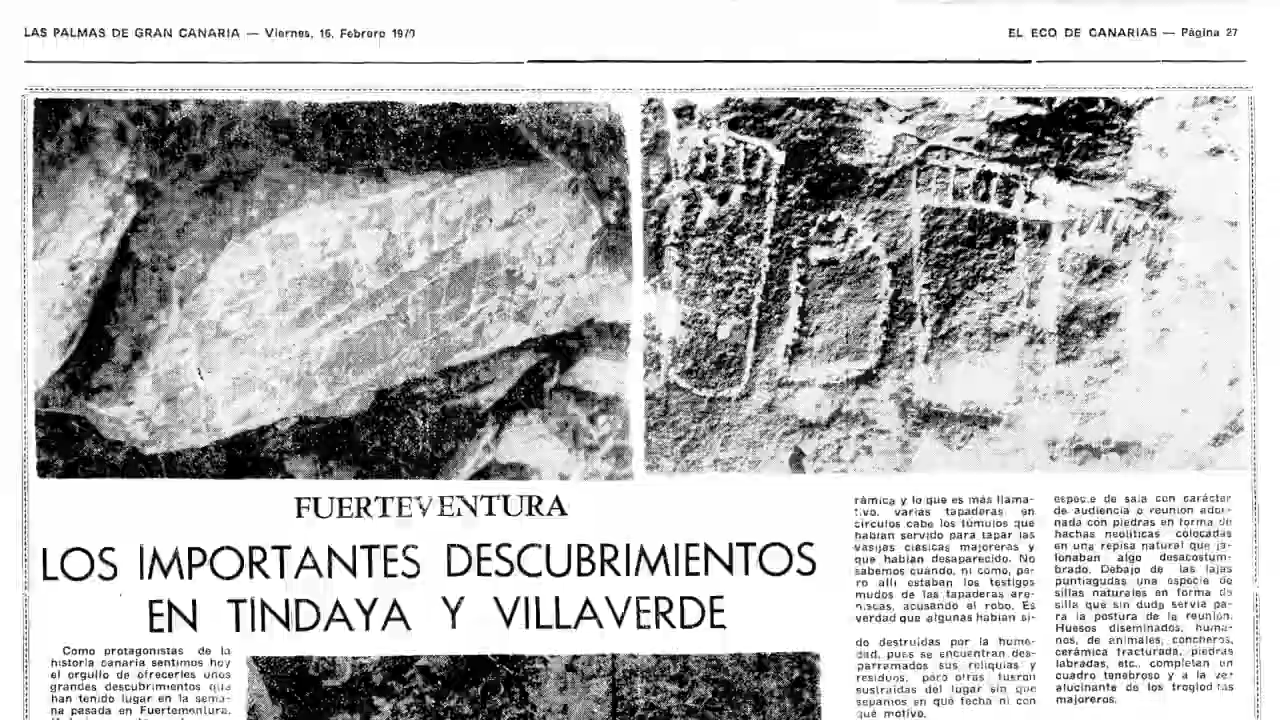 LAS PALMAS DE GRAN CANARIA — Viernes, 16, Febrero 1979
EL ECO DE CANARIAS — Página 27
FUERTEVENTURA
LOS IMPORTANTES DESCUBRIMIENTOS
EN TINDAYA Y VILLAVERDE
Como protagonistas de la
historia canaria sentimos hoy
el orgullo de ofrecerles unos
grandes descubrimientos que
han tenido lugar en la sema-
na pasada en Fuertementura.
rámica y lo que es más llama-
tivo, varias tapaderas en
círculos cabe los túmulos que
habían servido para tapar las
vasijas clásicas majoreras y
que habían desaparecido. No
sabemos cuándo, ni como, pe-
ro allí estaban los testigos
mudos de las tapaderas are-
niscas, acusando el robo. Es
verdad que algunas habían si-
do destruidas por la hume-
dad, pues se encuentran des-
parramados sus reliquias y
residuos, pero otras fueron
sustraídas del lugar sin que
sepamos en qué fecha ni con
qué motivo.
especie de sala con carácter
de audiencia o reunión ador-
nada con piedras en forma de
hachas neolíticas colocadas
en una repisa natural que ja-
lonaban algo desacostum-
brado. Debajo de las lajas
puntiagudas una especie de
sillas naturales en forma de
silla que sin duda servía pa-
ra la postura de la reunión.
Huesos diseminados, huma-
nos, de animales, concheros,
cerámica fracturada, piedras
labradas, etc., completan un
cuadro tenebroso y a la vez
alucinante de los trogloditas
majoreros.